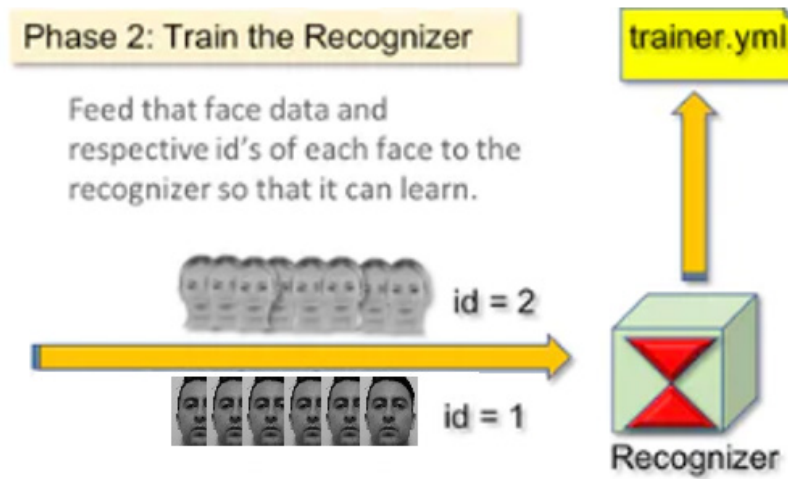 Phase 2: Train the Recognizer
trainer.yml
Feed that face data and
respective id's of each face to the
recognizer so that it can learn.
id = 2
id = 1
Recognizer